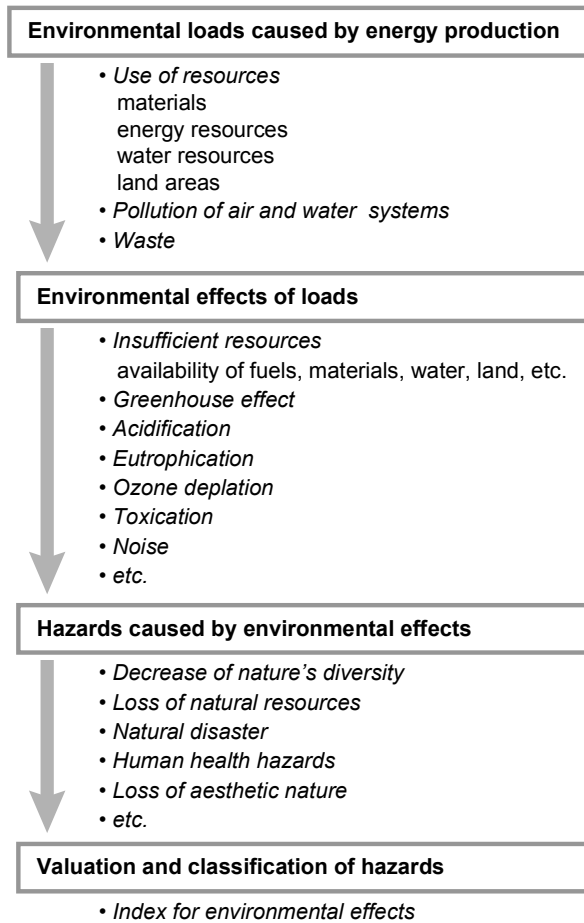 Environmental loads caused by energy production
• Use of resources
materials
energy resources
water resources
land areas
• Pollution of air and water systems
• Waste
Environmental effects of loads
• Insufficient resources
availability of fuels, materials, water, land, etc.
• Greenhouse effect
• Acidification
• Eutrophication
• Ozone deplation
• Toxication
• Noise
• etc.
Hazards caused by environmental effects
• Decrease of nature’s diversity
• Loss of natural resources
• Natural disaster
• Human health hazards
• Loss of aesthetic nature
• etc.
Valuation and classification of hazards
• Index for environmental effects